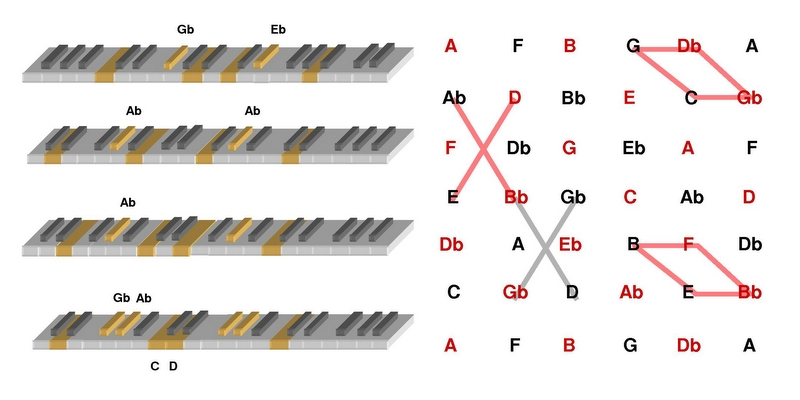 Gb Eb
Ab Ab
Ab
Gb Ab
C D
A F B G Db A
Ab D Bb E C Gb
F Db G Eb A F
E Bb Gb C Ab D
Db A Eb B F Db
C Gb D Ab E Bb
A F B G Db A